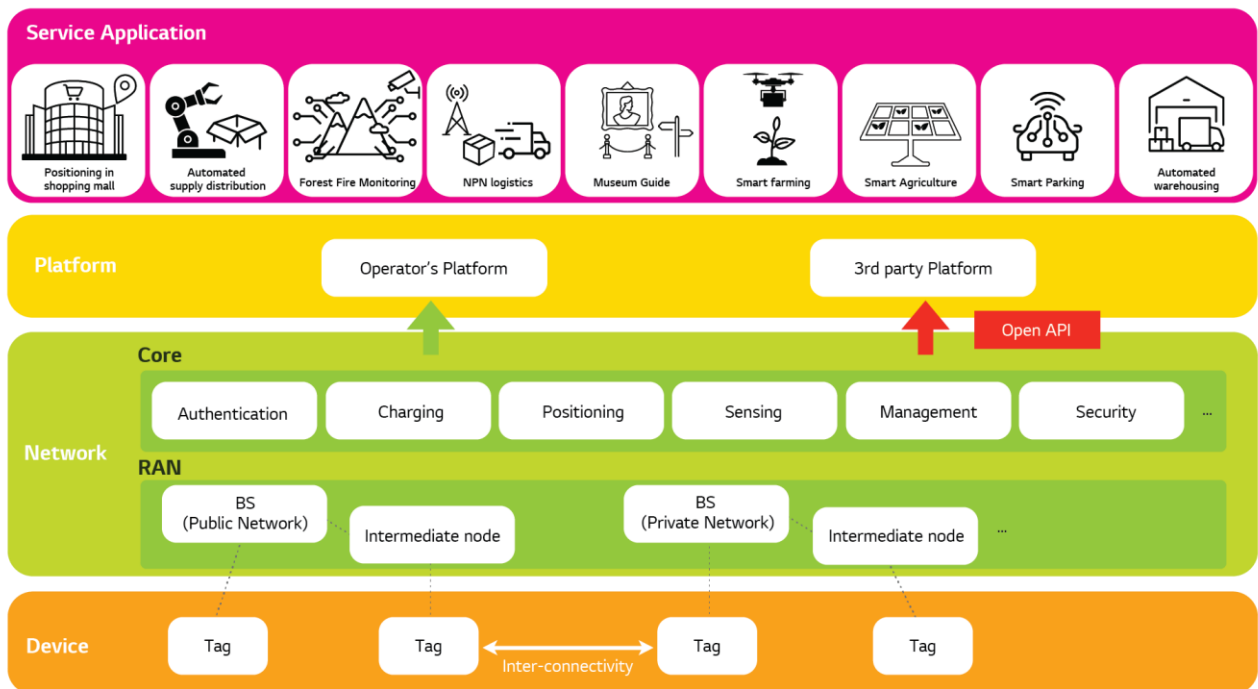 Service Application
Positioning in
shopping mall
Automated
supply distribution
Forest Fire Monitoring
NPN logistics
Museum Guide
Smart farming
Smart Agriculture
Smart Parking
Automated
warehousing
Platform
Operator's Platform
3rd party Platform
Open API
Network
Core
Authentication
Charging
Positioning
Sensing
Management
Security
...
RAN
BS
(Public Network)
Intermediate node
BS
(Private Network)
Intermediate node
...
Device
Tag
Tag
Inter-connectivity
Tag
Tag